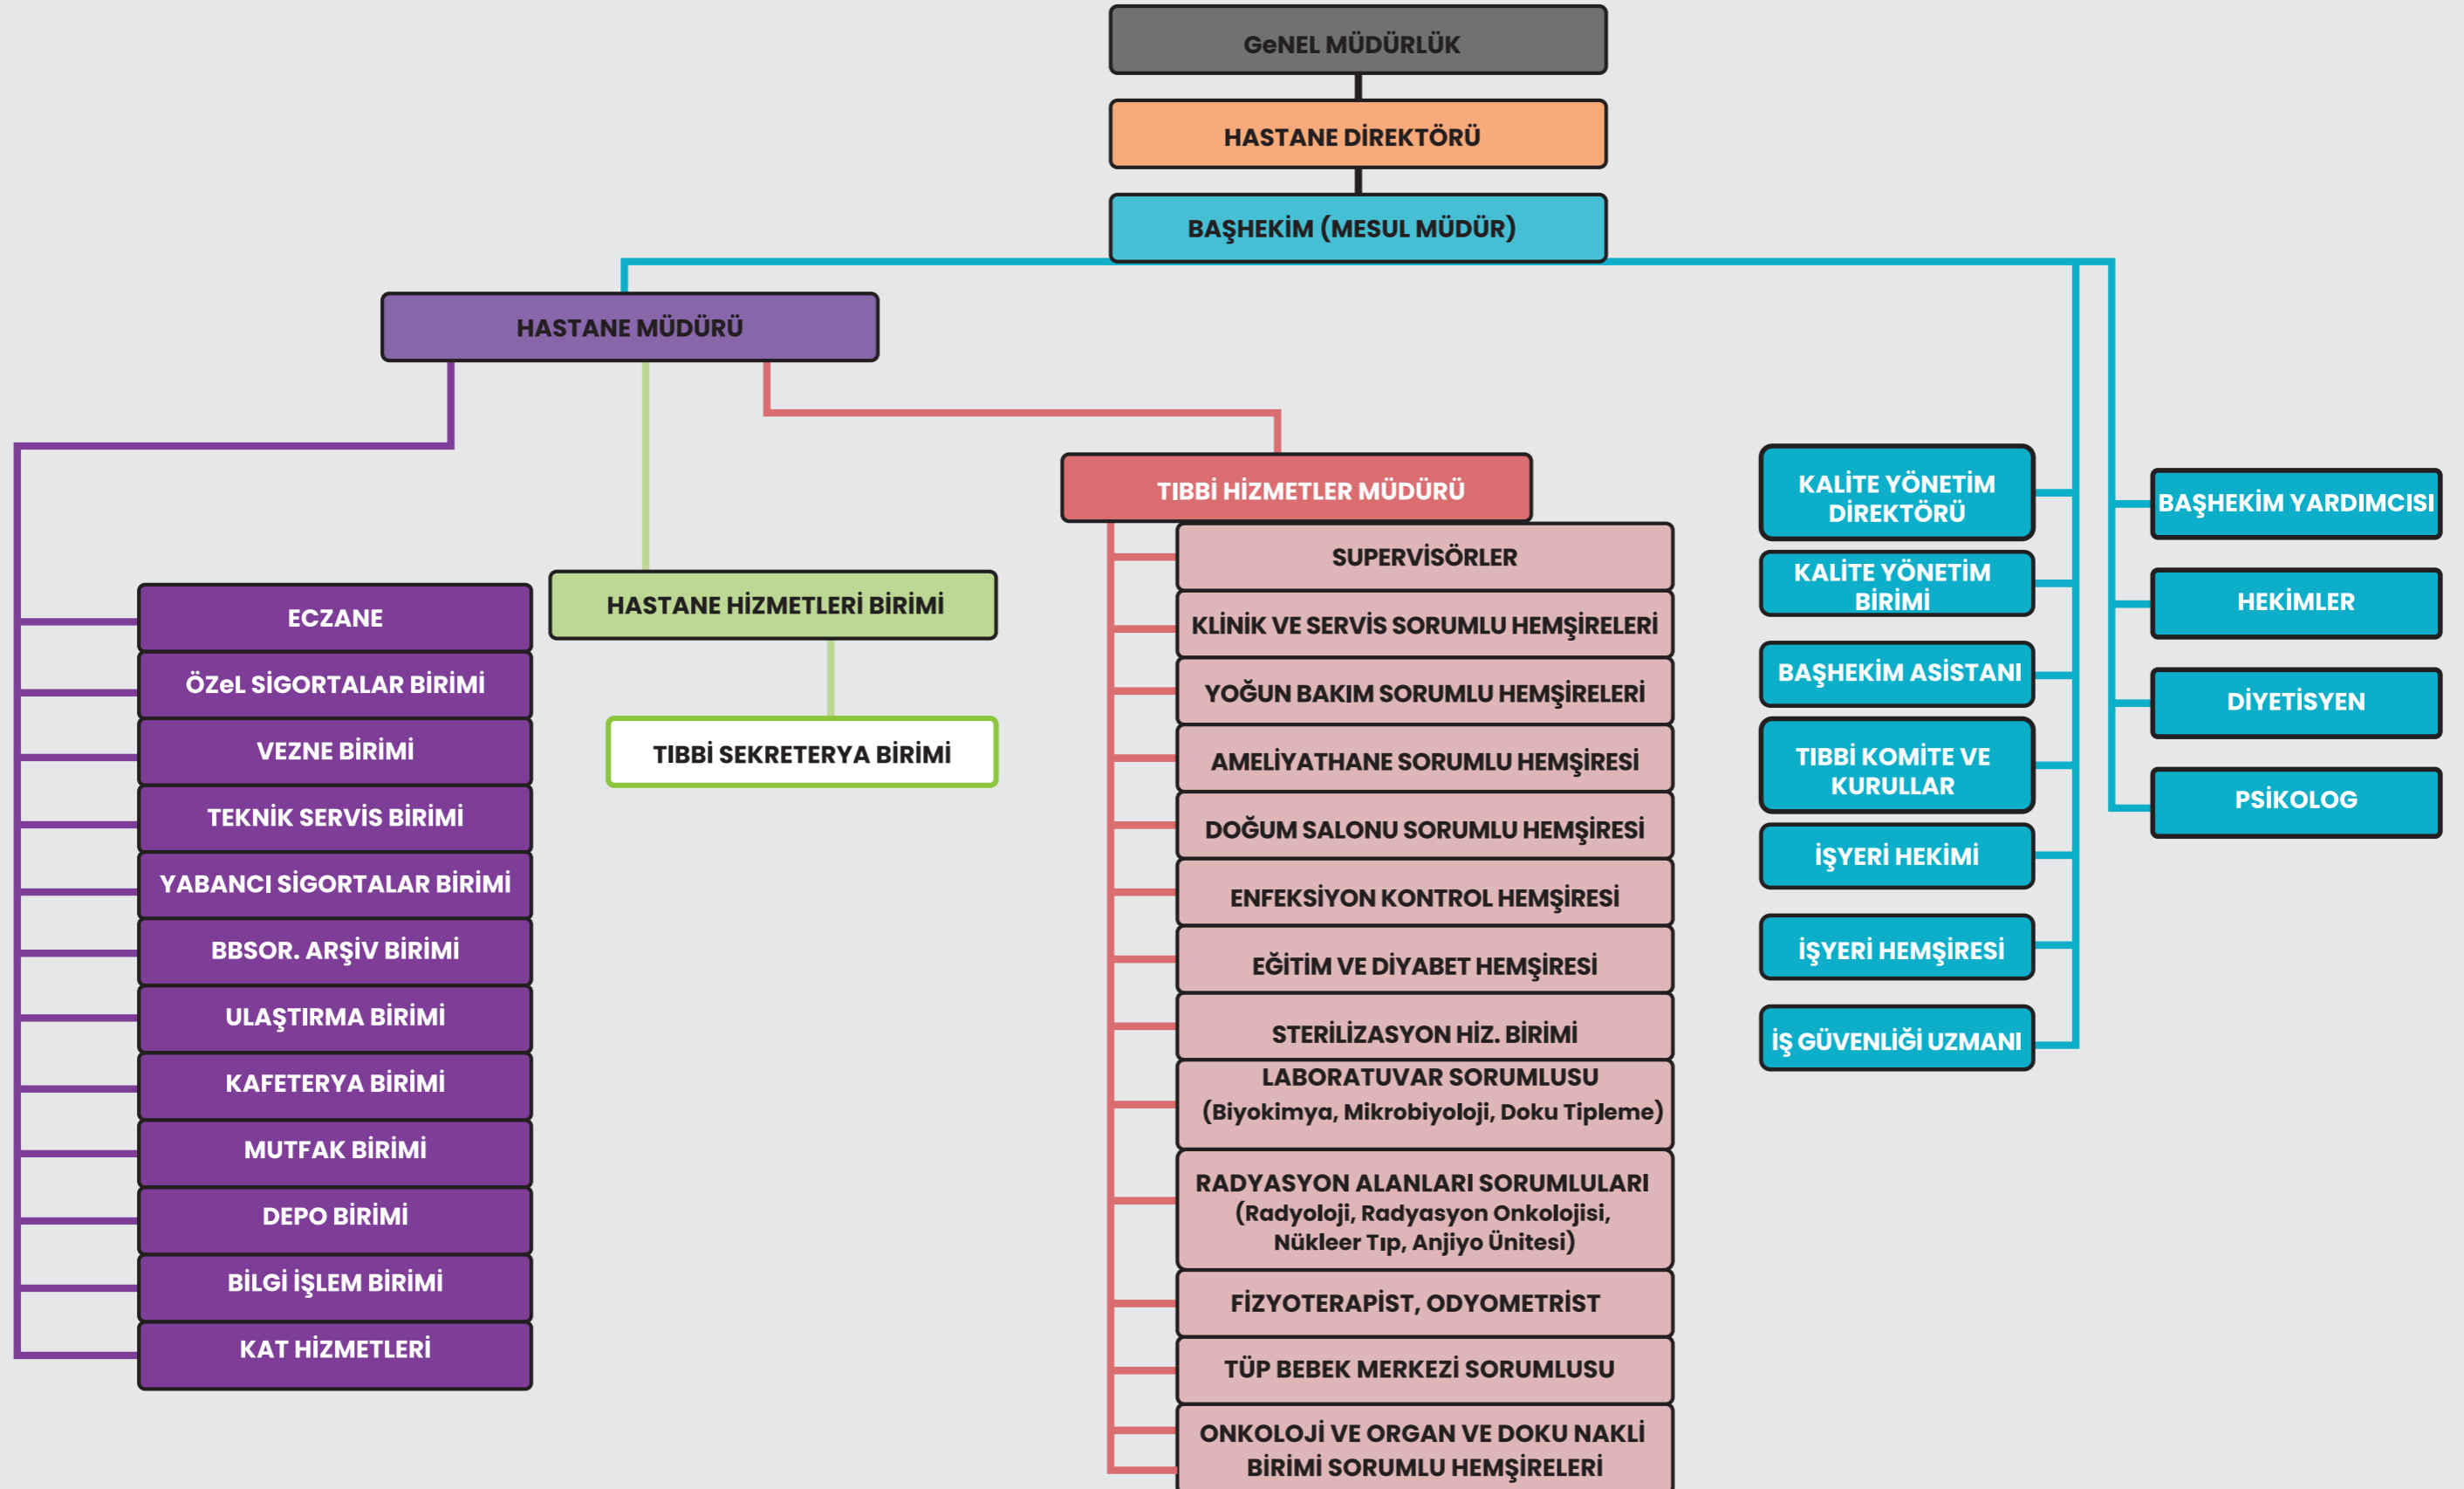 GeNEL MÜDÜRLÜK
HASTANE DİREKTÖRÜ
BAŞHEKİM (MESUL MÜDÜR)
HASTANE MÜDÜRÜ
ECZANE
ÖZeL SİGORTALAR BİRİMİ
VEZNE BİRİMİ
TEKNİK SERVİS BİRİMİ
YABANCI SİGORTALAR BİRİMİ
BBSOR. ARŞİV BİRİMİ
ULAŞTIRMA BİRİMİ
KAFETERYA BİRİMİ
MUTFAK BİRİMİ
DEPO BİRİMİ
BİLGİ İŞLEM BİRİMİ
KAT HİZMETLERİ
HASTANE HİZMETLERİ BİRİMİ
TIBBİ SEKRETERYA BİRİMİ
TIBBİ HİZMETLER MÜDÜRÜ
SUPERVİSÖRLER
KLİNİK VE SERVİS SORUMLU HEMŞİRELERİ
YOĞUN BAKIM SORUMLU HEMŞİRELERİ
AMELİYATHANE SORUMLU HEMŞİRESİ
DOĞUM SALONU SORUMLU HEMŞİRESİ
ENFEKSİYON KONTROL HEMŞİRESİ
EĞİTİM VE DİYABET HEMŞİRESİ
STERİLİZASYON HİZ. BİRİMİ
LABORATUVAR SORUMLUSU
(Biyokimya, Mikrobiyoloji, Doku Tipleme)
RADYASYON ALANLARI SORUMLULARI
(Radyoloji, Radyasyon Onkolojisi,
Nükleer Tıp, Anjiyo Ünitesi)
FİZYOTERAPİST, ODYOMETRİST
TÜP BEBEK MERKEZİ SORUMLUSU
ONKOLOJİ VE ORGAN VE DOKU NAKLİ
BİRİMİ SORUMLU HEMŞİRELERİ
KALİTE YÖNETİM
DİREKTÖRÜ
KALİTE YÖNETİM
BİRİMİ
BAŞHEKİM ASİSTANI
TIBBİ KOMİTE VE
KURULLAR
İŞYERİ HEKİMİ
İŞYERİ HEMŞİRESİ
İŞ GÜVENLİĞİ UZMANI
BAŞHEKİM YARDIMCISI
HEKİMLER
DİYETİSYEN
PSİKOLOG